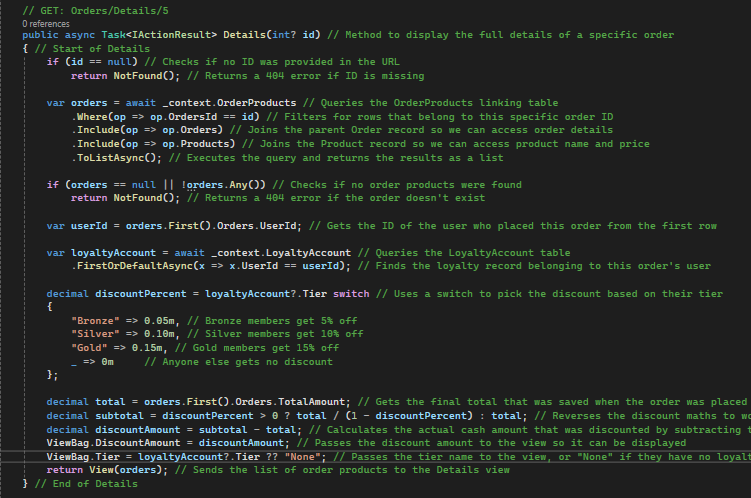 // GET: Orders/Details/5
0 references
public async Task<IActionResult> Details(int? id) // Method to display the full details of a specific order
{ // Start of Details
if (id == null) // Checks if no ID was provided in the URL
return NotFound(); // Returns a 404 error if ID is missing
var orders = await _context.OrderProducts // Queries the OrderProducts linking table
.Where(op => op.OrdersId == id) // Filters for rows that belong to this specific order ID
.Include(op => op.Orders) // Joins the parent Order record so we can access order details
.Include(op => op.Products) // Joins the Product record so we can access product name and price
.ToListAsync(); // Executes the query and returns the results as a list
if (orders == null || !orders.Any()) // Checks if no order products were found
return NotFound(); // Returns a 404 error if the order doesn't exist
var userId = orders.First().Orders.UserId; // Gets the ID of the user who placed this order from the first row
var loyaltyAccount = await _context.LoyaltyAccount // Queries the LoyaltyAccount table
.FirstOrDefaultAsync(x => x.UserId == userId); // Finds the loyalty record belonging to this order's user
decimal discountPercent = loyaltyAccount?.Tier switch // Uses a switch to pick the discount based on their tier
{
"Bronze" => 0.05m, // Bronze members get 5% off
"Silver" => 0.10m, // Silver members get 10% off
"Gold" => 0.15m, // Gold members get 15% off
_ => 0m // Anyone else gets no discount
};
decimal total = orders.First().Orders.TotalAmount; // Gets the final total that was saved when the order was placed
decimal subtotal = discountPercent > 0 ? total / (1 - discountPercent) : total; // Reverses the discount maths to wo
decimal discountAmount = subtotal - total; // Calculates the actual cash amount that was discounted by subtracting t
ViewBag.DiscountAmount = discountAmount; // Passes the discount amount to the view so it can be displayed
ViewBag.Tier = loyaltyAccount?.Tier ?? "None"; // Passes the tier name to the view, or "None" if they have no loyalt
return View(orders); // Sends the list of order products to the Details view
} // End of Details